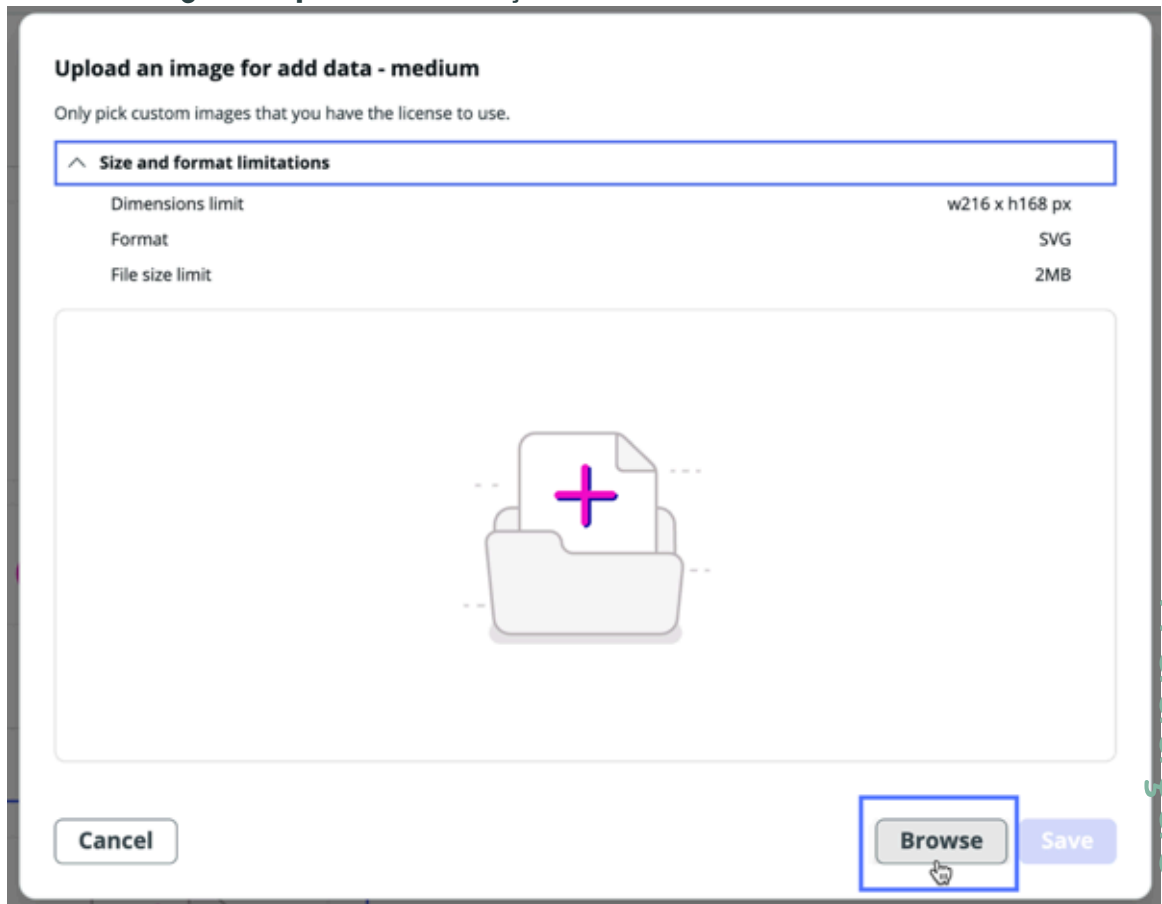 Upload an image for add data - medium
Only pick custom images that you have the license to use.
Size and format limitations
Dimensions limit w216 x h168 px
Format SVG
File size limit 2MB
Cancel Browse Save